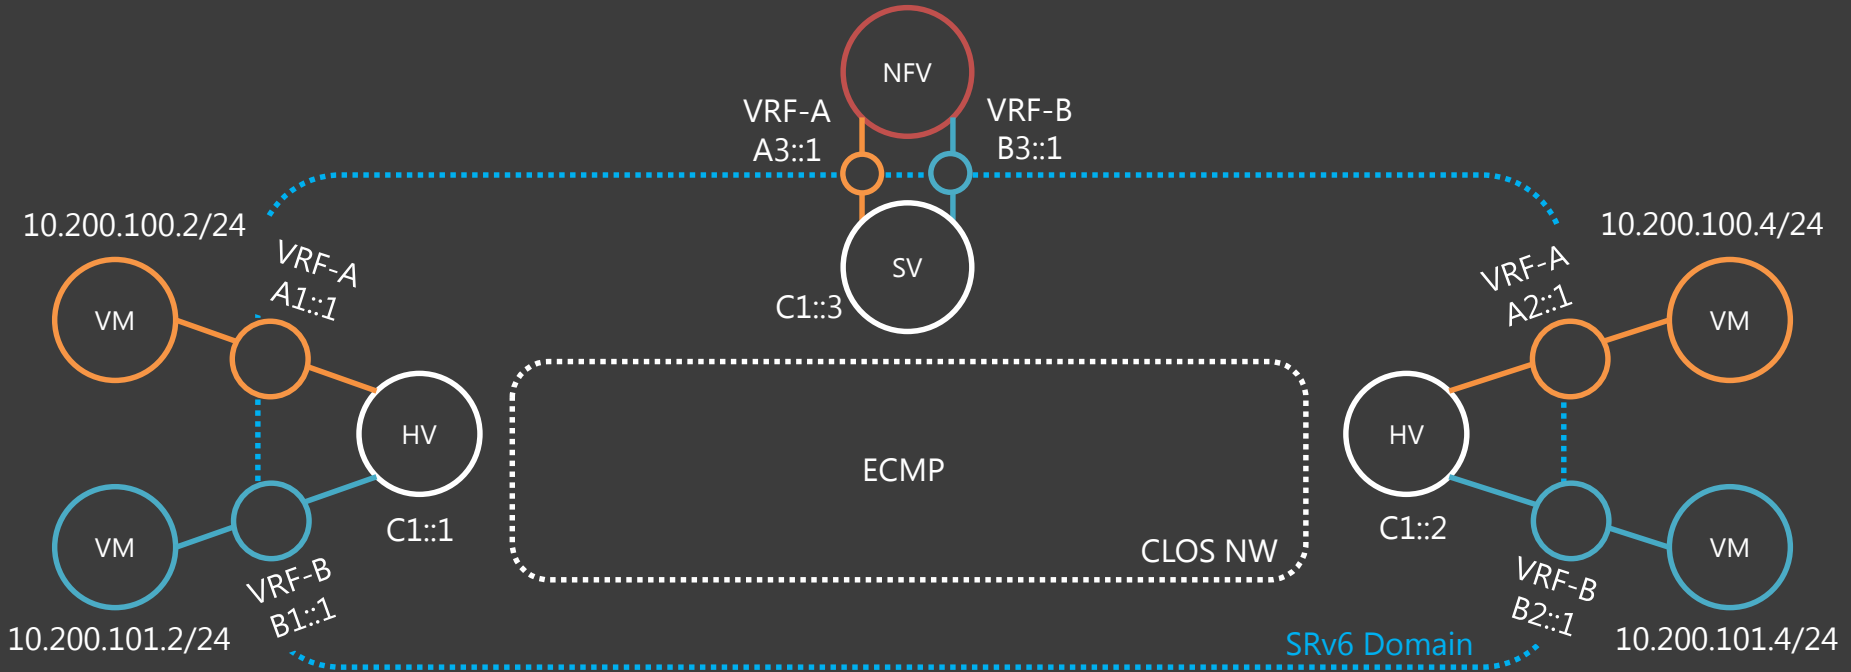 NFV
VRF-A
A3::1
VRF-B
B3::1
10.200.100.2/24
VRF-A
A1::1
VM
SV
C1::3
10.200.100.4/24
VRF-A
A2::1
VM
HV
C1::1
ECMP
CLOS NW
HV
C1::2
VM
VRF-B
B1::1
10.200.101.2/24
VM
VRF-B
B2::1
10.200.101.4/24
SRv6 Domain